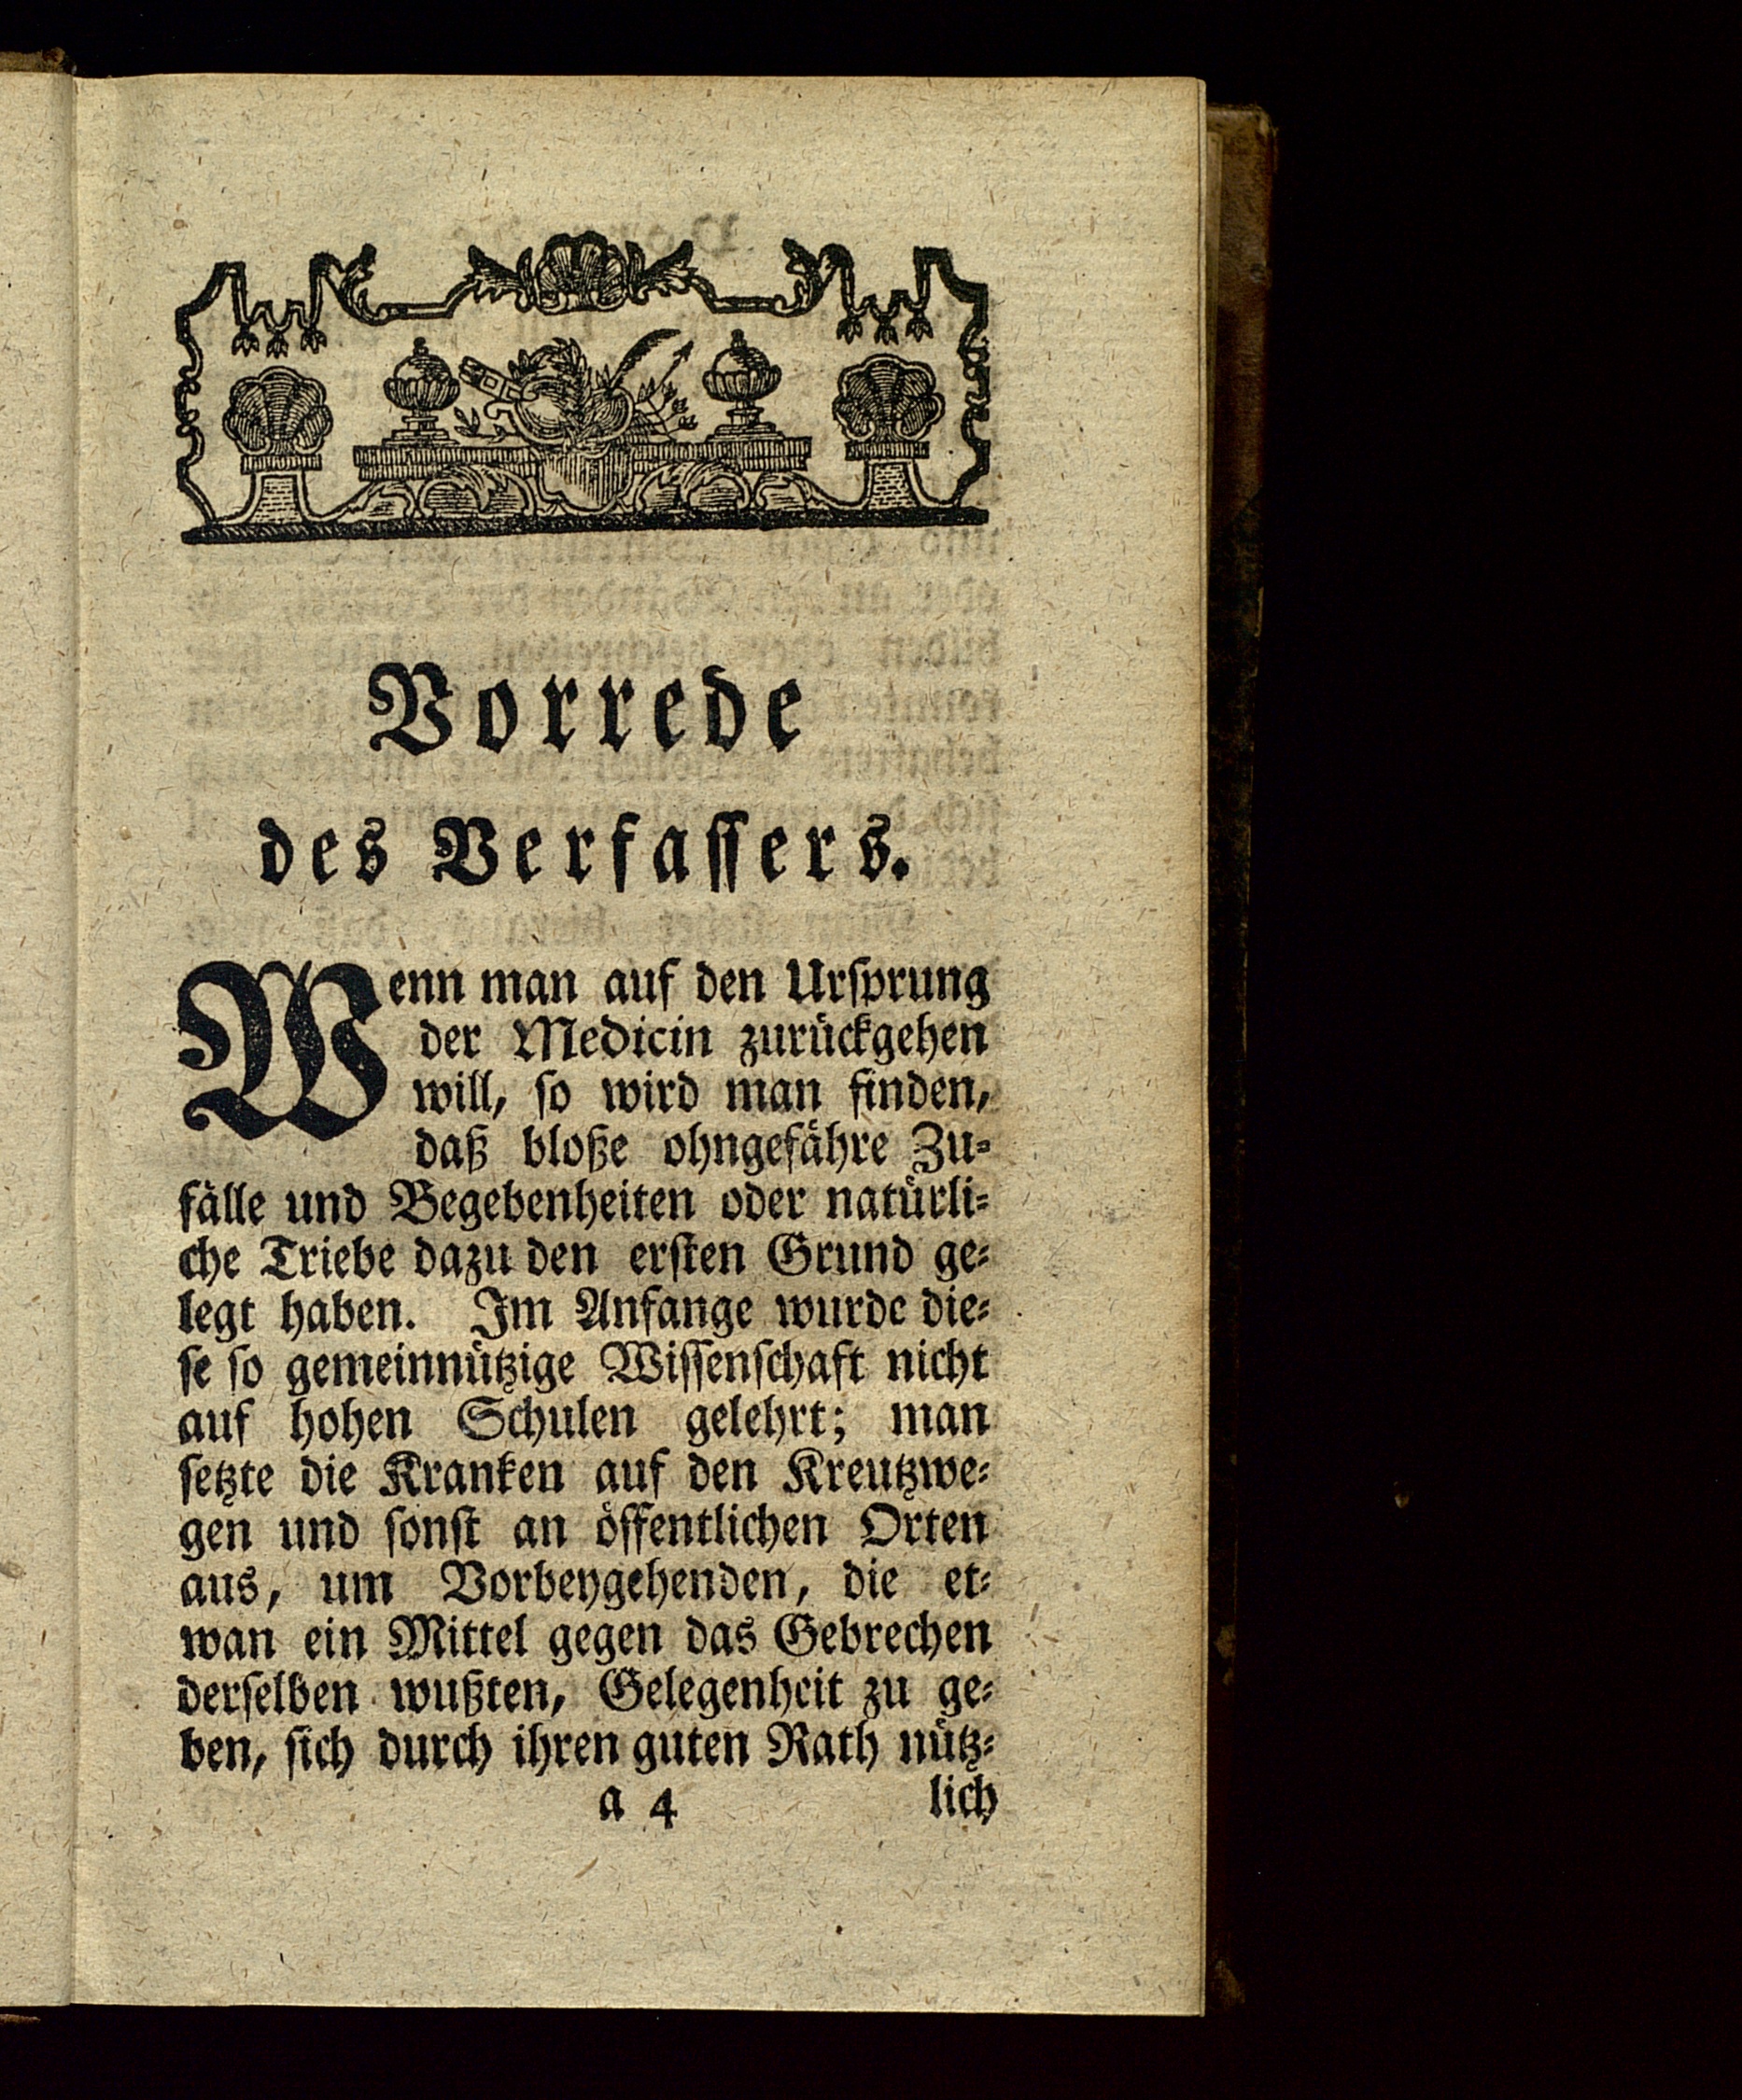 Vorrede
des Verfaſſers.
Wenn man auf den Urſprung
der Medicin zurückgehen
will, ſo wird man finden,
daß bloße ohngefähre Zu-
fälle und Begebenheiten oder natürli-
che Triebe dazu den erſten Grund ge-
legt haben. Im Anfange wurde die-
ſe ſo gemeinnützige Wiſſenſchaft nicht
auf hohen Schulen gelehrt; man
ſetzte die Kranken auf den Kreutzwe-
gen und ſonſt an öffentlichen Orten
aus, um Vorbeygehenden, die et-
wan ein Mittel gegen das Gebrechen
derſelben wußten, Gelegenheit zu ge-
ben, ſich durch ihren guten Rath nütz-
a 4 lich